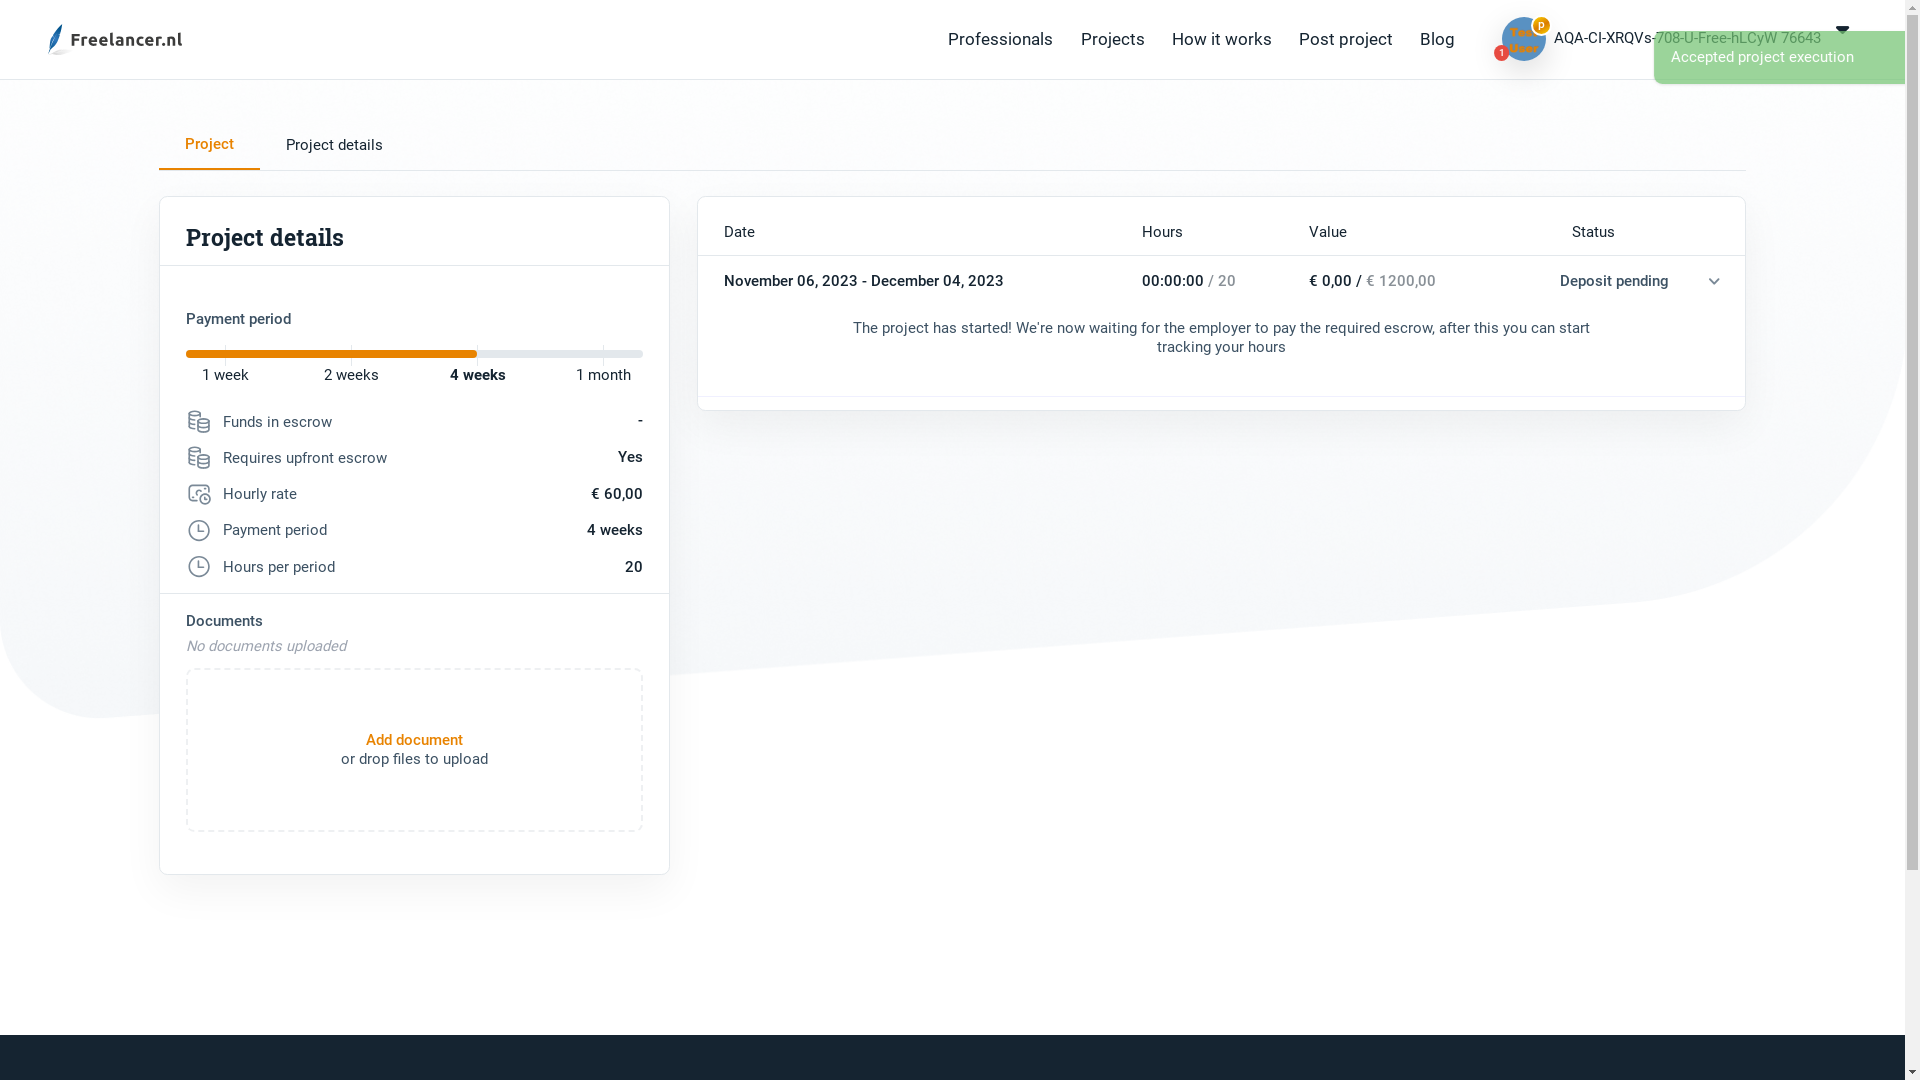 Freelancer.nl
Professionals
Projects
How it works
Post project
Blog
Test User
P
1
AQA-CI-XRQVs-708-U-Free-hLCyW 76643
Accepted project execution
Project
Project details
Project details
Payment period
1 week
2 weeks
4 weeks
1 month
Funds in escrow -
Requires upfront escrow Yes
Hourly rate € 60,00
Payment period 4 weeks
Hours per period 20
Documents
No documents uploaded
Add document
or drop files to upload
Date Hours Value Status
November 06, 2023 - December 04, 2023 00:00:00 / 20 € 0,00 / € 1200,00 Deposit pending
The project has started! We're now waiting for the employer to pay the required escrow, after this you can start
tracking your hours